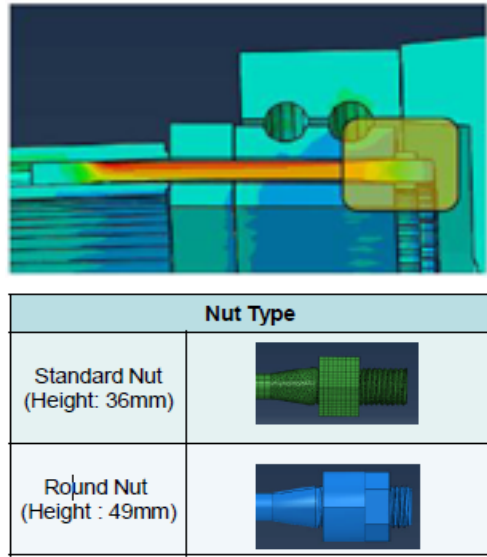 Nut Type
Standard Nut
(Height: 36mm)
Round Nut
(Height : 49mm)